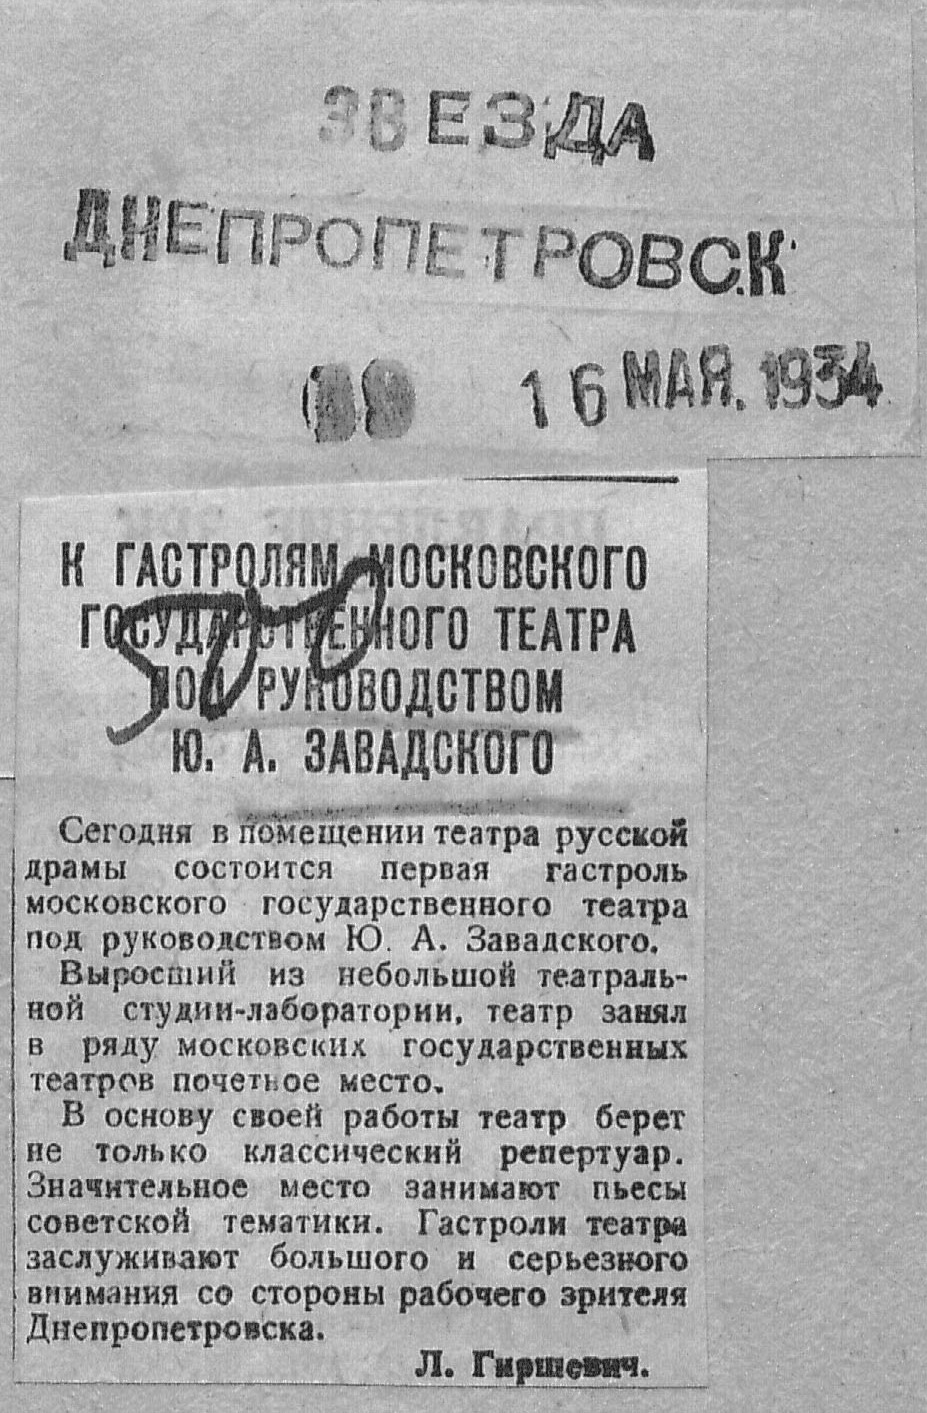 ЗВЕЗДА
ДНЕПРОПЕТРОВСК
16 МАЯ. 1934
К ГАСТРОЛЯМ МОСКОВСКОГО
ГОСУДАРСТВЕННОГО ТЕАТРА
ПОД РУКОВОДСТВОМ
Ю. А. ЗАВАДСКОГО
Сегодня в помещении театра русской
драмы состоится первая гастроль
московского государственного театра
под руководством Ю. А. Завадского.
Выросший из небольшой театраль-
ной студии-лаборатории, театр занял
в ряду московских государственных
театров почетное место.
В основу своей работы театр берет
не только классический репертуар.
Значительное место занимают пьесы
советской тематики. Гастроли театра
заслуживают большого и серьезного
внимания со стороны рабочего зрителя
Днепропетровска.
Л. Гиршевич.